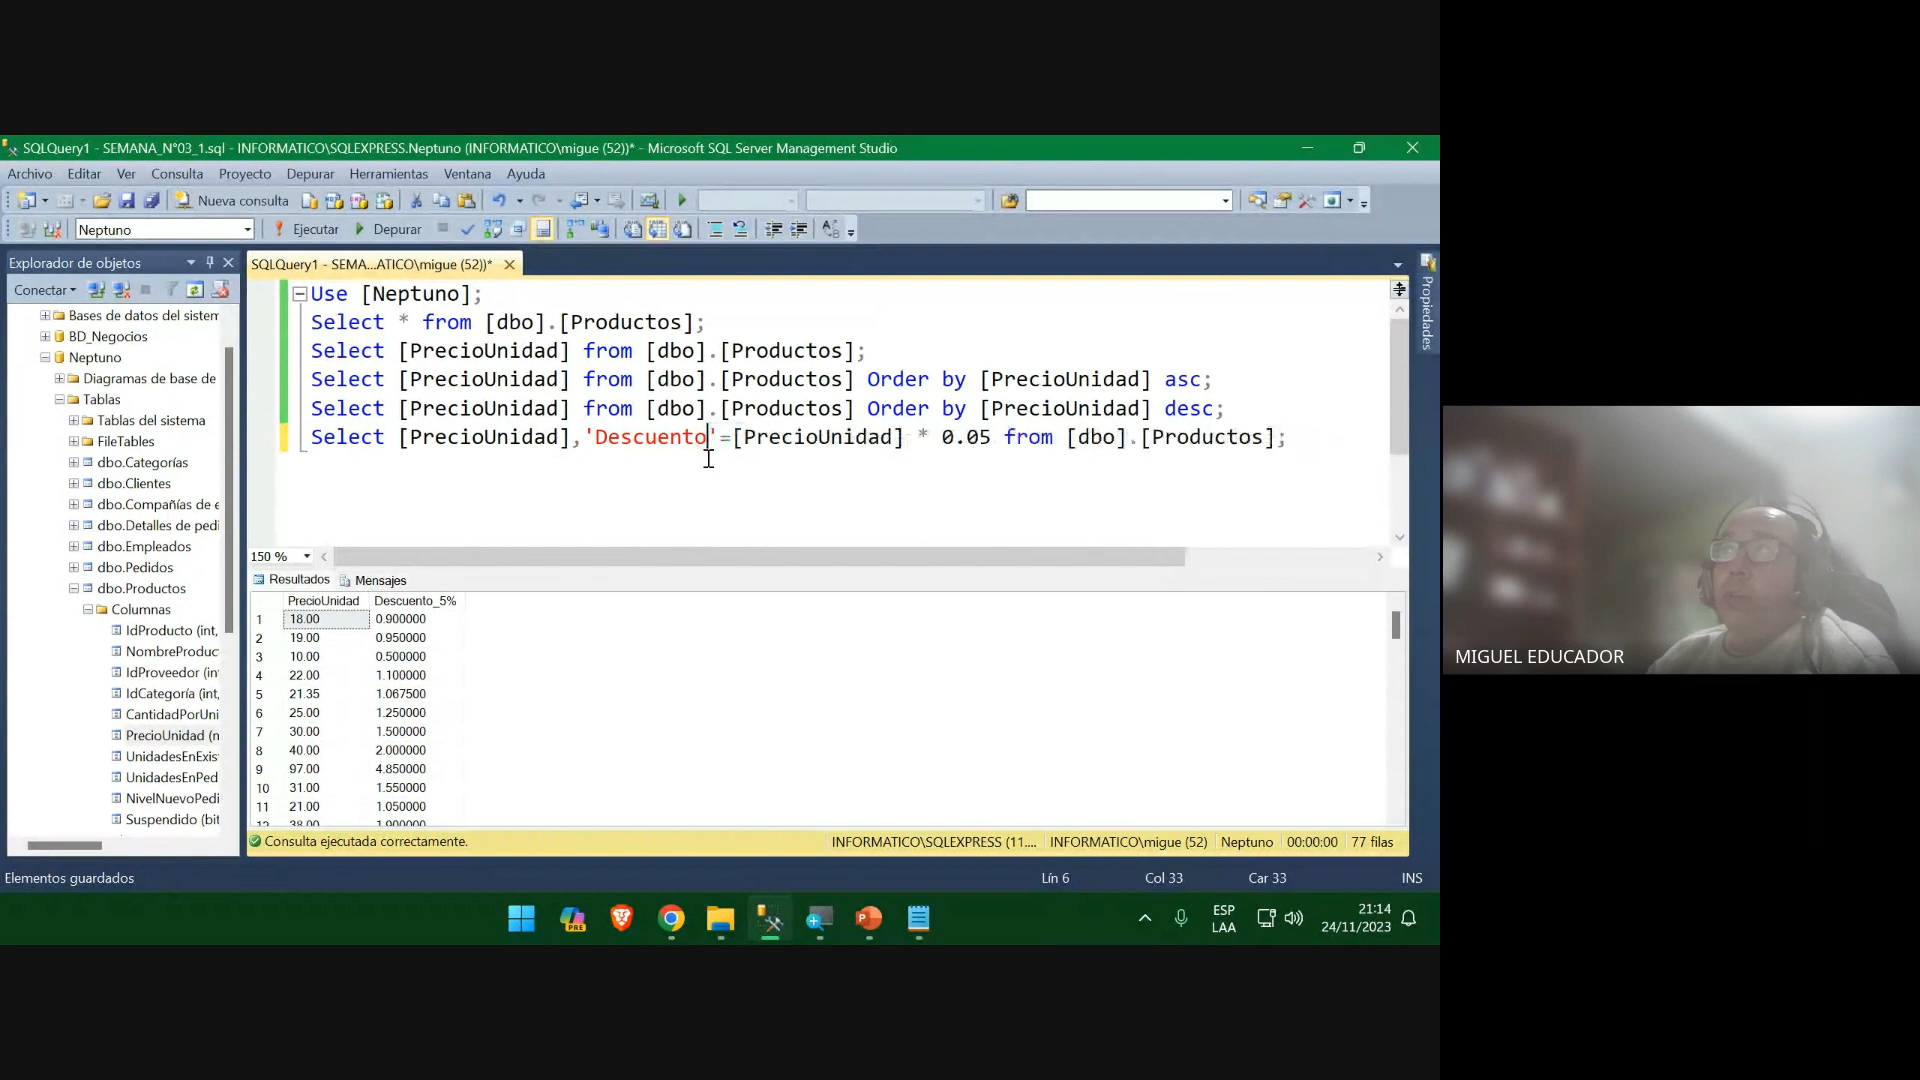 SQLQuery1 - SEMANA_N°03_1.sql - INFORMATICO\SQLEXPRESS.Neptuno (INFORMATICO\migue (52))* - Microsoft SQL Server Management Studio
Archivo Editar Ver Consulta Proyecto Depurar Herramientas Ventana Ayuda
Nueva consulta
Neptuno Ejecutar Depurar
Explorador de objetos
SQLQuery1 - SEMA...ATICO\migue (52))*
Conectar
Propiedades
Bases de datos del sistem
BD_Negocios
Neptuno
Diagramas de base de
Tablas
Tablas del sistema
FileTables
dbo.Categorías
dbo.Clientes
dbo.Compañías de e
dbo.Detalles de pedi
dbo.Empleados
dbo.Pedidos
dbo.Productos
Columnas
IdProducto (int,
NombreProduc
IdProveedor (int
IdCategoría (int,
CantidadPorUni
PrecioUnidad (n
UnidadesEnExis
UnidadesEnPed
NivelNuevoPedi
Suspendido (bit
Use [Neptuno];
Select * from [dbo].[Productos];
Select [PrecioUnidad] from [dbo].[Productos];
Select [PrecioUnidad] from [dbo].[Productos] Order by [PrecioUnidad] asc;
Select [PrecioUnidad] from [dbo].[Productos] Order by [PrecioUnidad] desc;
Select [PrecioUnidad],'Descuento'=[PrecioUnidad] * 0.05 from [dbo].[Productos];
150 %
Resultados Mensajes
PrecioUnidad Descuento_5%
1 18.00 0.900000
2 19.00 0.950000
3 10.00 0.500000
4 22.00 1.100000
5 21.35 1.067500
6 25.00 1.250000
7 30.00 1.500000
8 40.00 2.000000
9 97.00 4.850000
10 31.00 1.550000
11 21.00 1.050000
12 38.00 1.900000
Consulta ejecutada correctamente. INFORMATICO\SQLEXPRESS (11.... INFORMATICO\migue (52) Neptuno 00:00:00 77 filas
Elementos guardados Lín 6 Col 33 Car 33 INS
PRE
ESP
LAA
21:14
24/11/2023
MIGUEL EDUCADOR